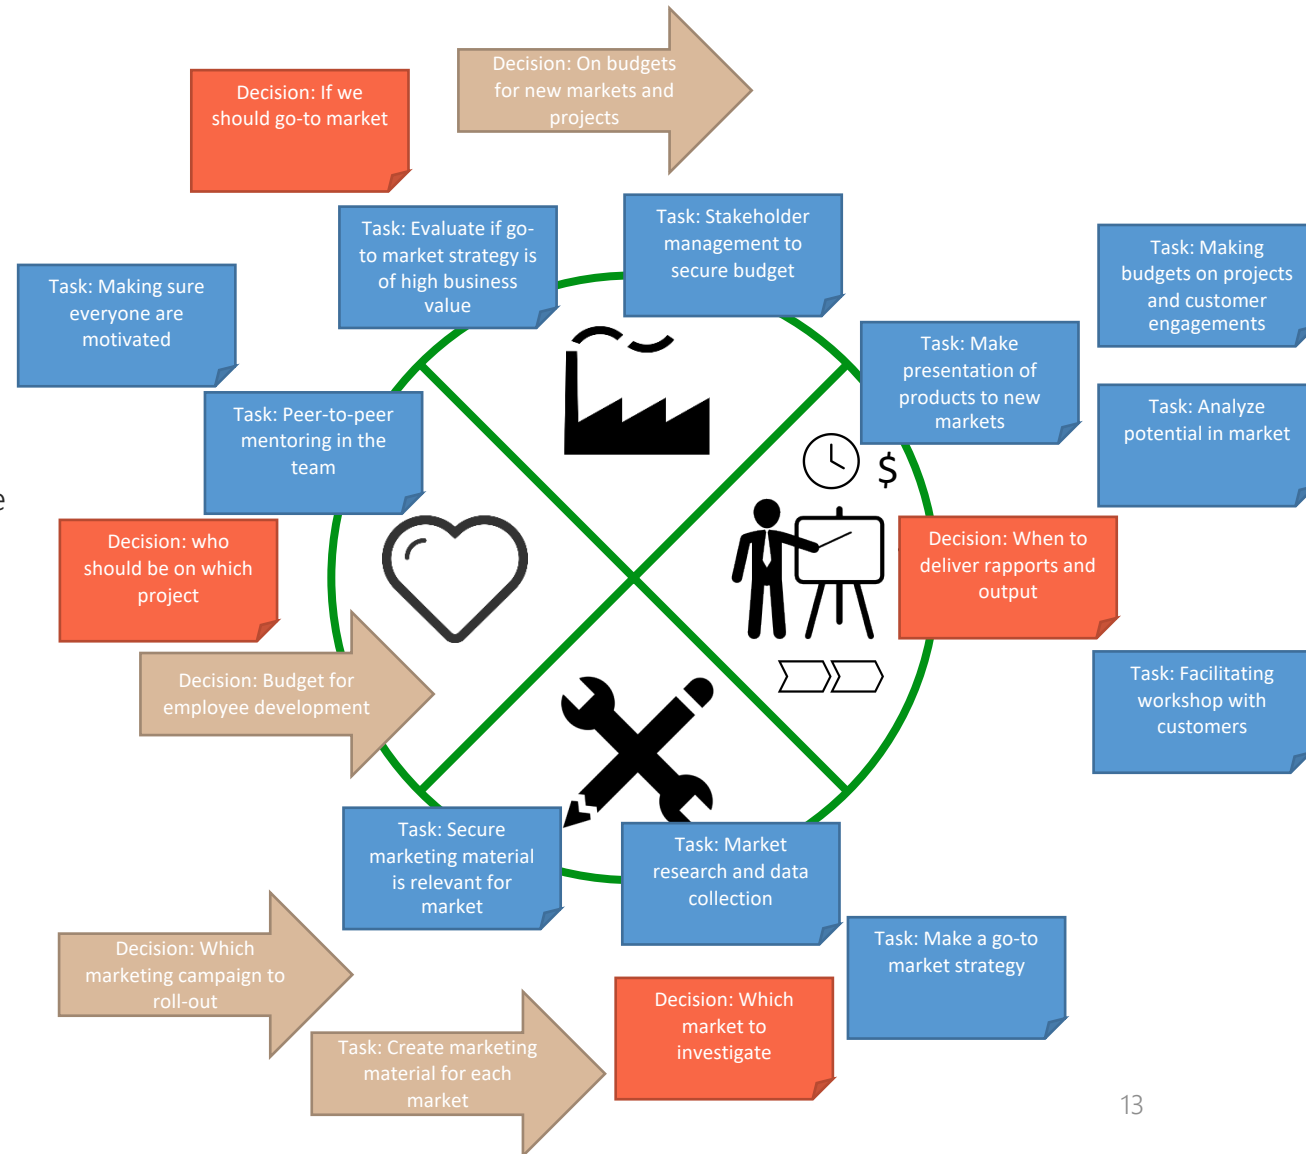 Decision: On budgets
for new markets and
projects
Decision: If we
should go-to market
Task: Evaluate if go-
to market strategy is
of high business
value
Task: Stakeholder
management to
secure budget
Task: Making
budgets on projects
and customer
engagements
Task: Making sure
everyone are
motivated
Task: Make
presentation of
products to new
markets
Task: Peer-to-peer
mentoring in the
team
Task: Analyze
potential in market
$
e
Decision: who
should be on which
project
Decision: When to
deliver rapports and
output
Decision: Budget for
employee development
Task: Facilitating
workshop with
customers
Task: Secure
marketing material
is relevant for
market
Task: Market
research and data
collection
Decision: Which
marketing campaign to
roll-out
Task: Make a go-to
market strategy
Decision: Which
market to
investigate
Task: Create marketing
material for each
market
13